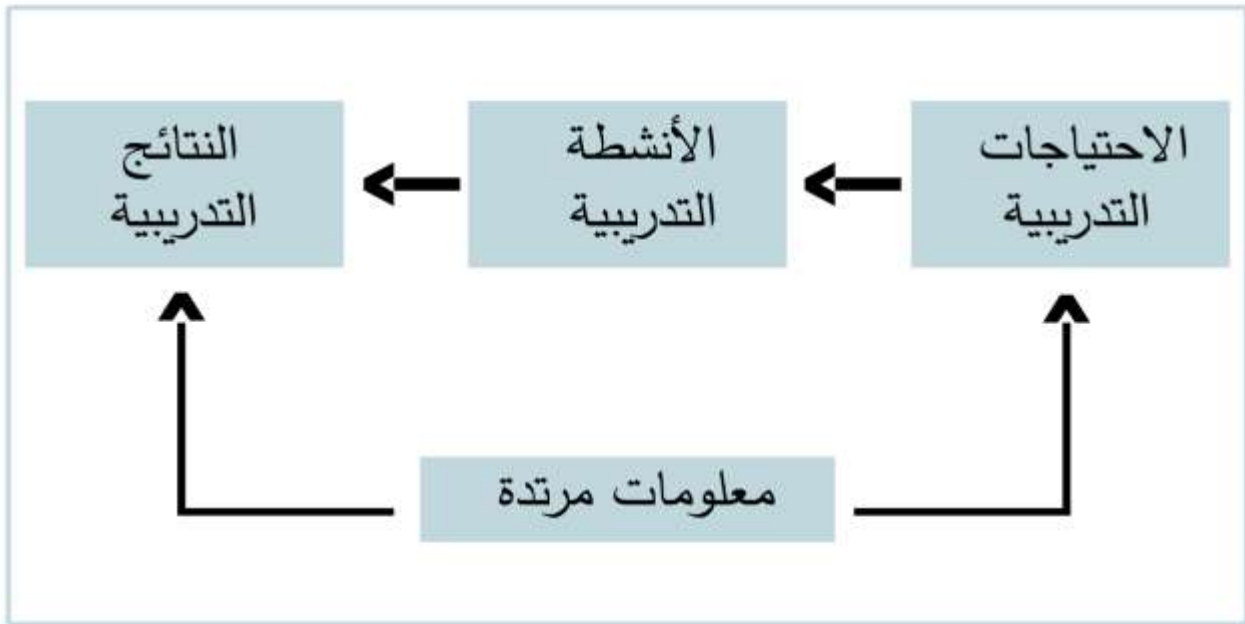 الاحتياجات
التدريبية
الأنشطة
التدريبية
النتائج
التدريبية
معلومات مرتدة